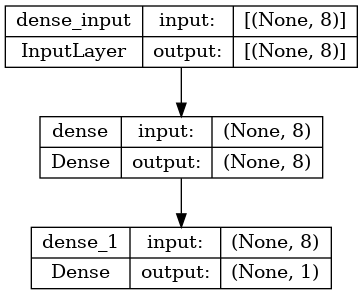 dense_input input: [(None, 8)]
InputLayer output: [(None, 8)]
dense input: (None, 8)
Dense output: (None, 8)
dense_1 input: (None, 8)
Dense output: (None, 1)